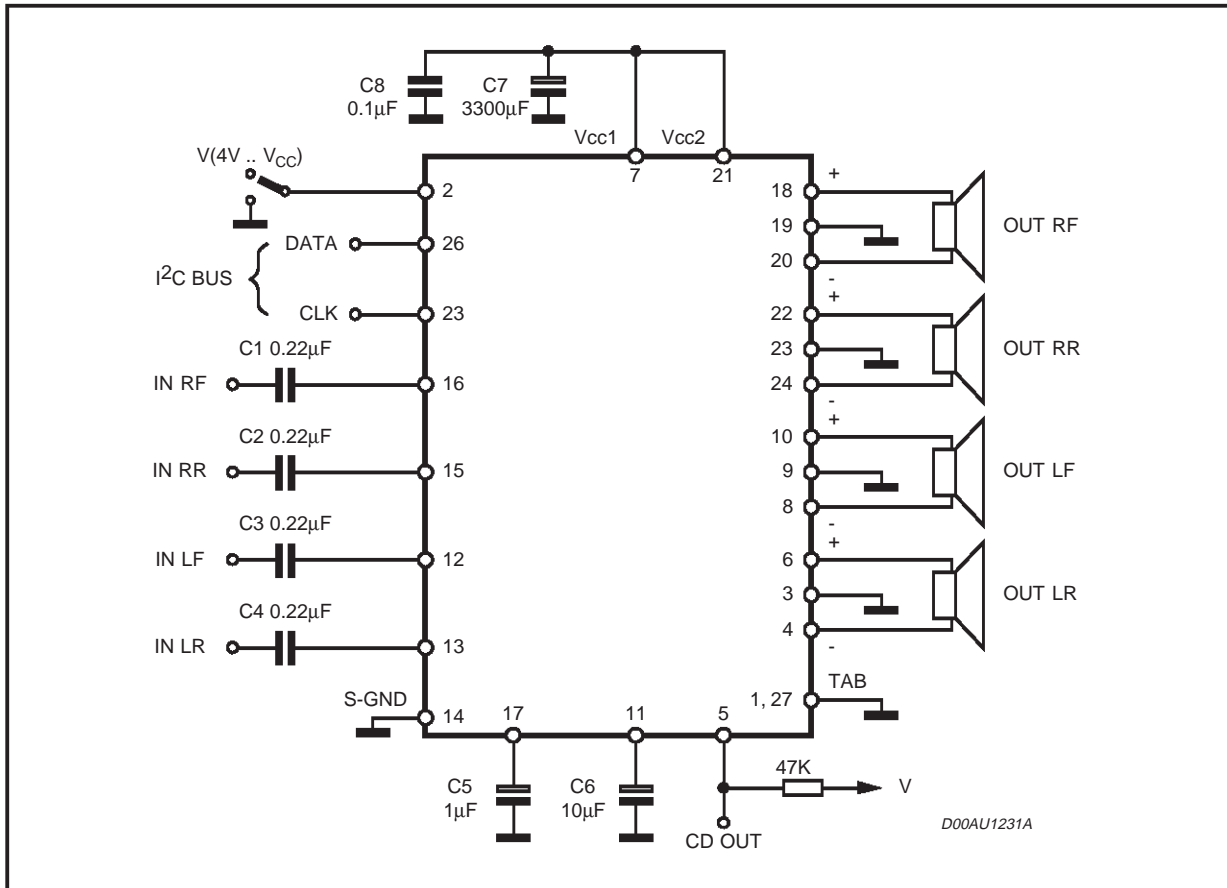 C8
0.1µF
C7
3300µF
Vcc1
Vcc2
7
21
V(4V .. VCC)
2
DATA
26
I2C BUS
CLK
23
C1 0.22µF
IN RF
16
C2 0.22µF
IN RR
15
C3 0.22µF
IN LF
12
C4 0.22µF
IN LR
13
S-GND
14
17
11
5
C5
1µF
C6
10µF
47K
V
CD OUT
18
+
19
20
-
OUT RF
+
22
23
24
-
OUT RR
+
10
9
8
-
OUT LF
+
6
3
4
-
OUT LR
TAB
1, 27
D00AU1231A